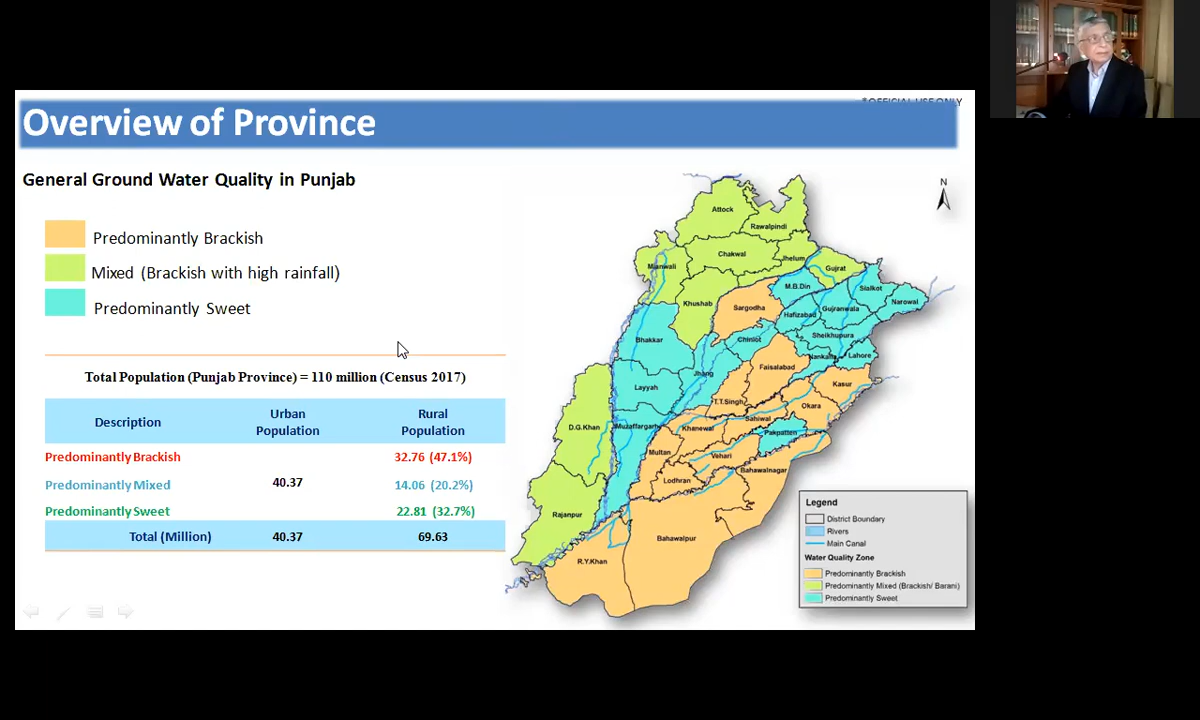 *OFFICIAL USE ONLY
Overview of Province
General Ground Water Quality in Punjab
Predominantly Brackish
Mixed (Brackish with high rainfall)
Predominantly Sweet
Total Population (Punjab Province) = 110 million (Census 2017)
Description Urban Population Rural Population
Predominantly Brackish 32.76 (47.1%)
Predominantly Mixed 40.37 14.06 (20.2%)
Predominantly Sweet 22.81 (32.7%)
Total (Million) 40.37 69.63
N
Attock
Rawalpindi
Chakwal
Jhelum
Mianwali
Gujrat
M.B.Din
Sialkot
Khushab
Sargodha
Narowal
Hafizabad
Gujranwala
Bhakkar
Chiniot
Sheikhupura
Nankana
Lahore
Faisalabad
Jhang
Layyah
Kasur
T.T.Singh
Okara
Sahiwal
D.G.Khan
Muzaffargarh
Khanewal
Pakpatten
Multan
Vehari
Bahawalnagar
Lodhran
Rajanpur
Bahawalpur
R.Y.Khan
Legend
District Boundary
Rivers
Main Canal
Water Quality Zone
Predominantly Brackish
Predominantly Mixed (Brackish/ Barani)
Predominantly Sweet